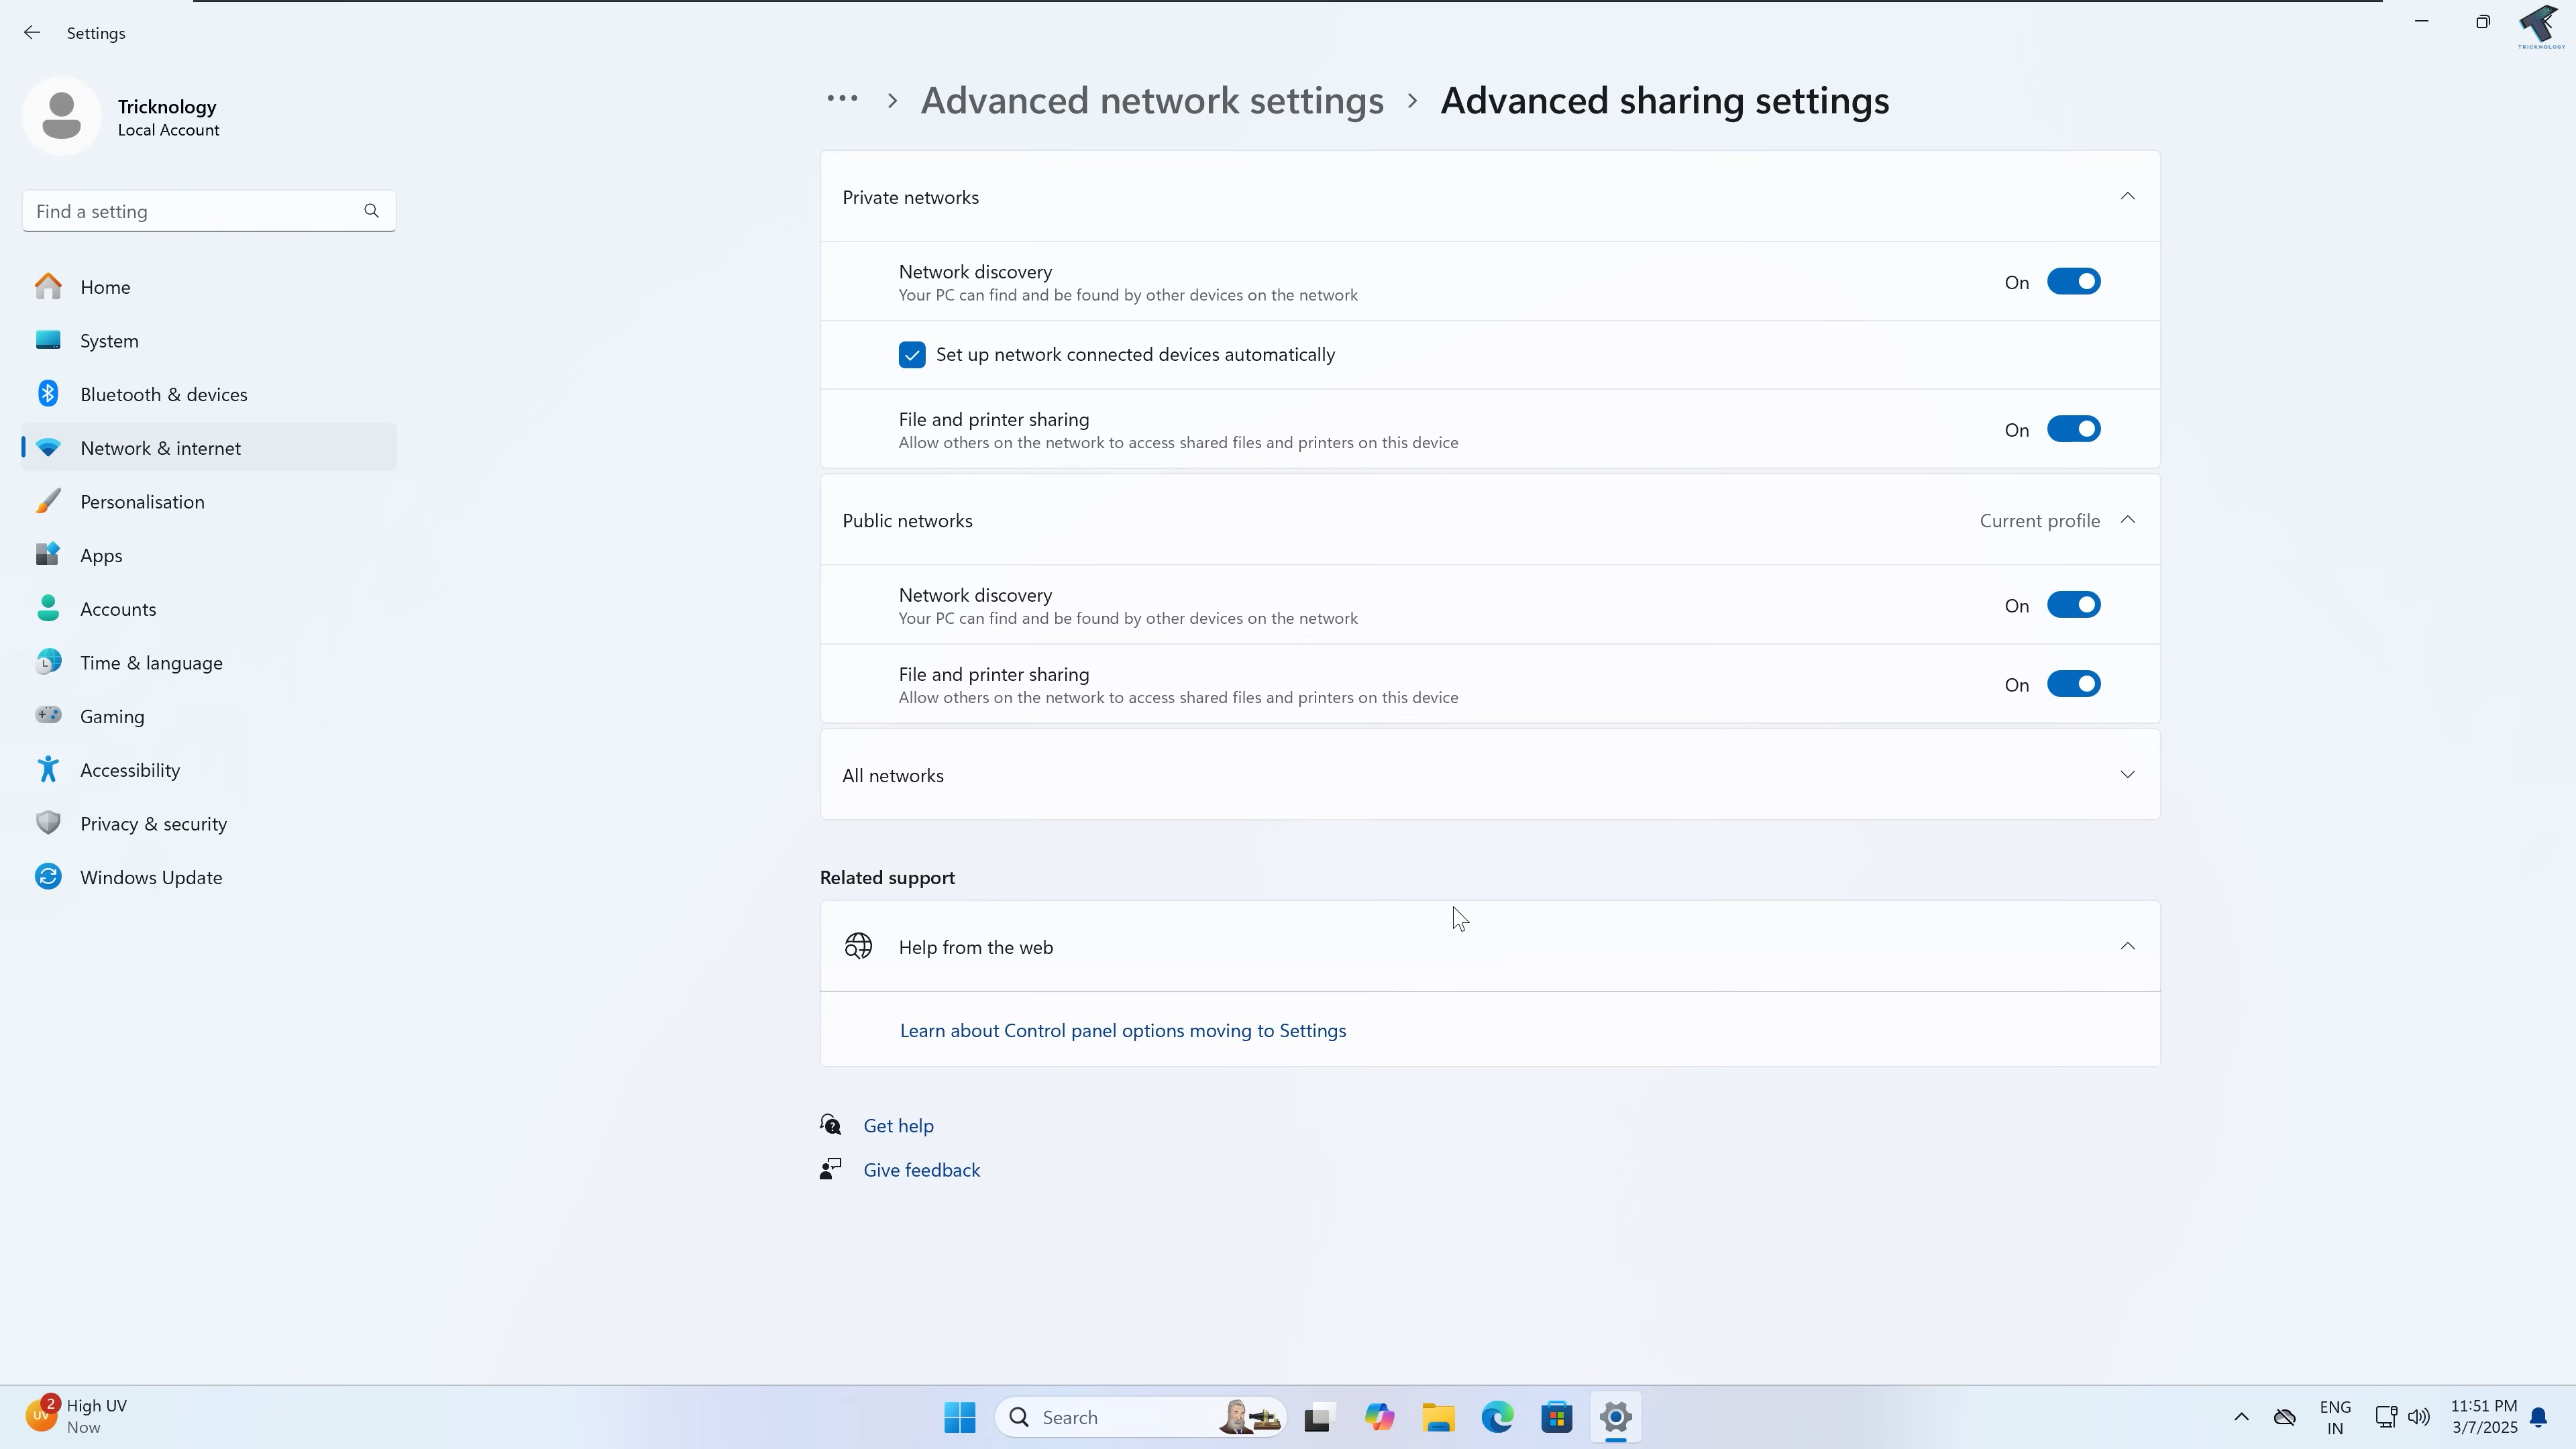 Settings
TRICKNOLOGY
Tricknology
Local Account
Find a setting
Home
System
Bluetooth & devices
Network & internet
Personalisation
Apps
Accounts
Time & language
Gaming
Accessibility
Privacy & security
Windows Update
Advanced network settings > Advanced sharing settings
Private networks
Network discovery
Your PC can find and be found by other devices on the network
On
Set up network connected devices automatically
File and printer sharing
Allow others on the network to access shared files and printers on this device
On
Public networks
Current profile
Network discovery
Your PC can find and be found by other devices on the network
On
File and printer sharing
Allow others on the network to access shared files and printers on this device
On
All networks
Related support
Help from the web
Learn about Control panel options moving to Settings
Get help
Give feedback
UV
2
High UV
Now
Search
ENG
IN
11:51 PM
3/7/2025